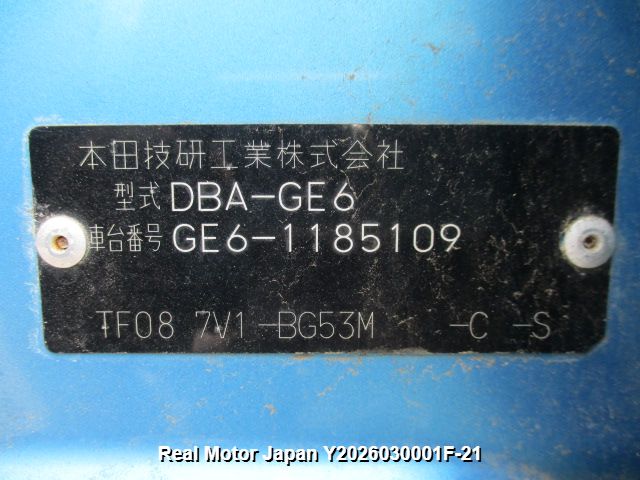 本田技研工業株式会社
型式 DBA-GE6
車台番号 GE6-1185109
TF08 7V1-BG53M -C -S
Real Motor Japan Y2026030001F-21